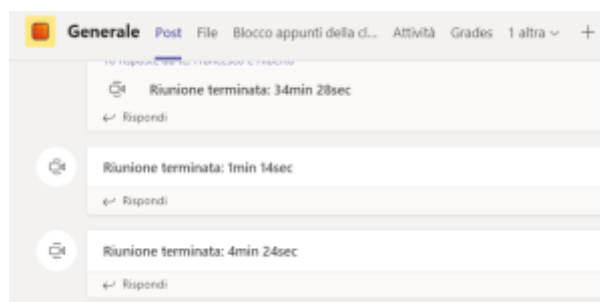 Generale Post File Blocco appunti della cl... Attività Grades 1 altra
Riunione terminata: 34min 28sec
Rispondi
Riunione terminata: 1min 14sec
Rispondi
Riunione terminata: 4min 24sec
Rispondi